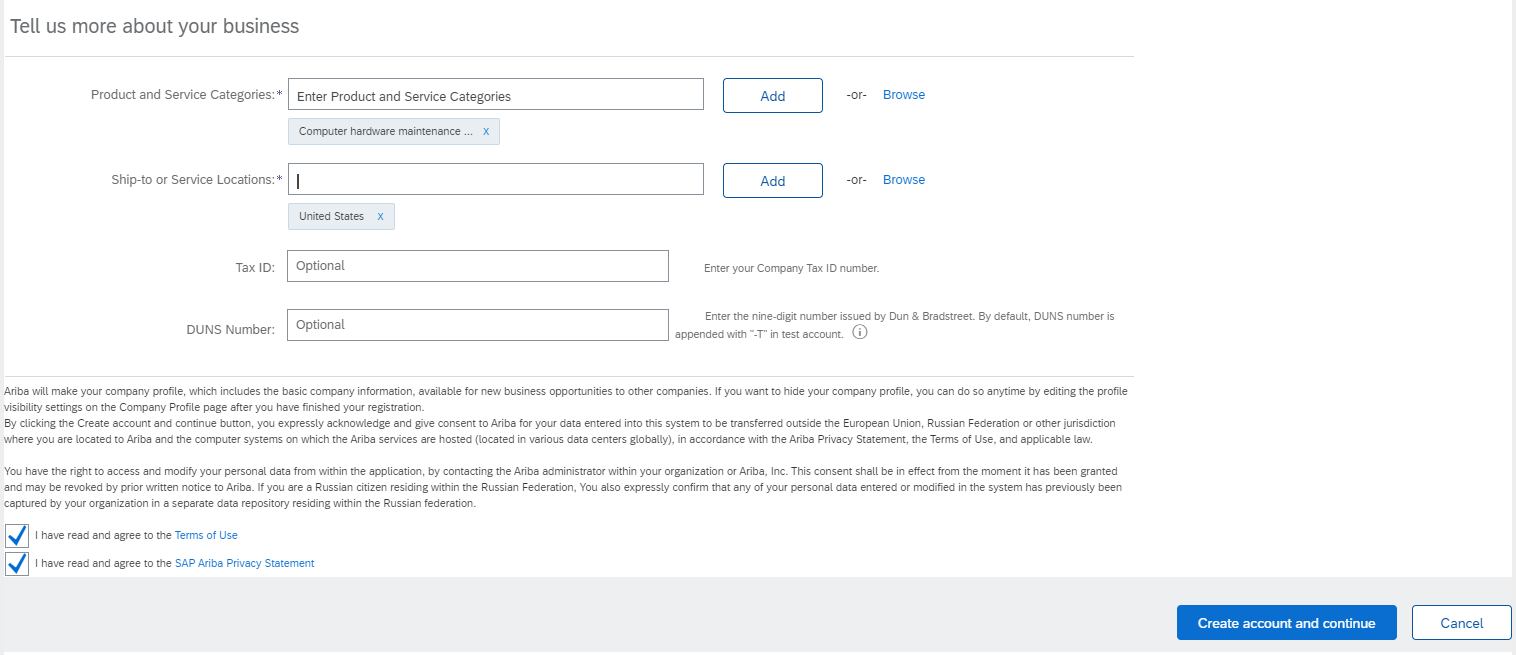 Tell us more about your business
Product and Service Categories:* Enter Product and Service Categories Add -or- Browse
Computer hardware maintenance ... x
Ship-to or Service Locations:* Add -or- Browse
United States x
Tax ID: Optional Enter your Company Tax ID number.
DUNS Number: Optional Enter the nine-digit number issued by Dun & Bradstreet. By default, DUNS number is
appended with "-T" in test account.
Ariba will make your company profile, which includes the basic company information, available for new business opportunities to other companies. If you want to hide your company profile, you can do so anytime by editing the profile
visibility settings on the Company Profile page after you have finished your registration.
By clicking the Create account and continue button, you expressly acknowledge and give consent to Ariba for your data entered into this system to be transferred outside the European Union, Russian Federation or other jurisdiction
where you are located to Ariba and the computer systems on which the Ariba services are hosted (located in various data centers globally), in accordance with the Ariba Privacy Statement, the Terms of Use, and applicable law.
You have the right to access and modify your personal data from within the application, by contacting the Ariba administrator within your organization or Ariba, Inc. This consent shall be in effect from the moment it has been granted
and may be revoked by prior written notice to Ariba. If you are a Russian citizen residing within the Russian Federation, You also expressly confirm that any of your personal data entered or modified in the system has previously been
captured by your organization in a separate data repository residing within the Russian federation.
I have read and agree to the Terms of Use
I have read and agree to the SAP Ariba Privacy Statement
Create account and continue Cancel